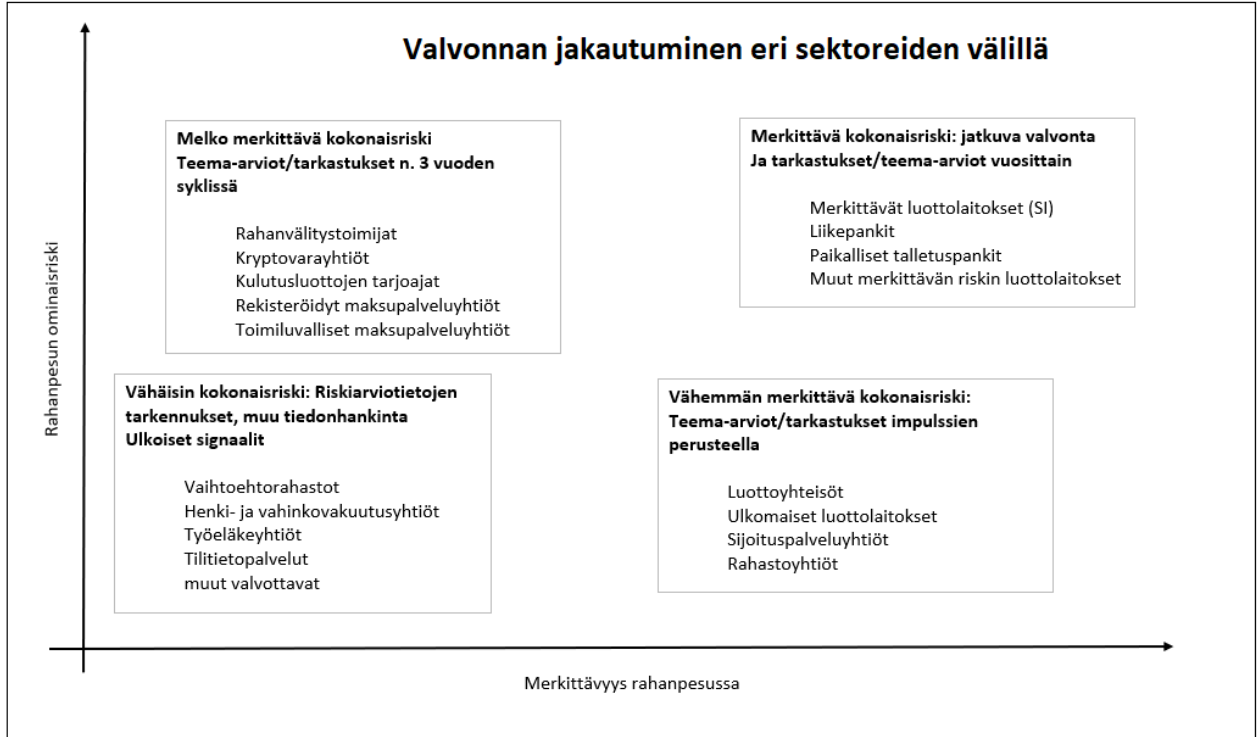 Valvonnan jakautuminen eri sektoreiden välillä
Melko merkittävä kokonaisriski
Teema-arviot/tarkastukset n. 3 vuoden
syklissä
Rahanvälitystoimijat
Kryptovarayhtiöt
Kulutusluottojen tarjoajat
Rekisteröidyt maksupalveluyhtiöt
Toimiluvalliset maksupalveluyhtiöt
Merkittävä kokonaisriski: jatkuva valvonta
Ja tarkastukset/teema-arviot vuosittain
Merkittävät luottolaitokset (SI)
Liikepankit
Paikalliset talletuspankit
Muut merkittävän riskin luottolaitokset
Rahanpesun ominaisriski
Vähäisin kokonaisriski: Riskiarviotietojen
tarkennukset, muu tiedonhankinta
Ulkoiset signaalit
Vaihtoehtorahastot
Henki- ja vahinkovakuutusyhtiöt
Työeläkeyhtiöt
Tilitietopalvelut
muut valvottavat
Vähemmän merkittävä kokonaisriski:
Teema-arviot/tarkastukset impulssien
perusteella
Luottoyhteisöt
Ulkomaiset luottolaitokset
Sijoituspalveluyhtiöt
Rahastoyhtiöt
Merkittävyys rahanpesussa